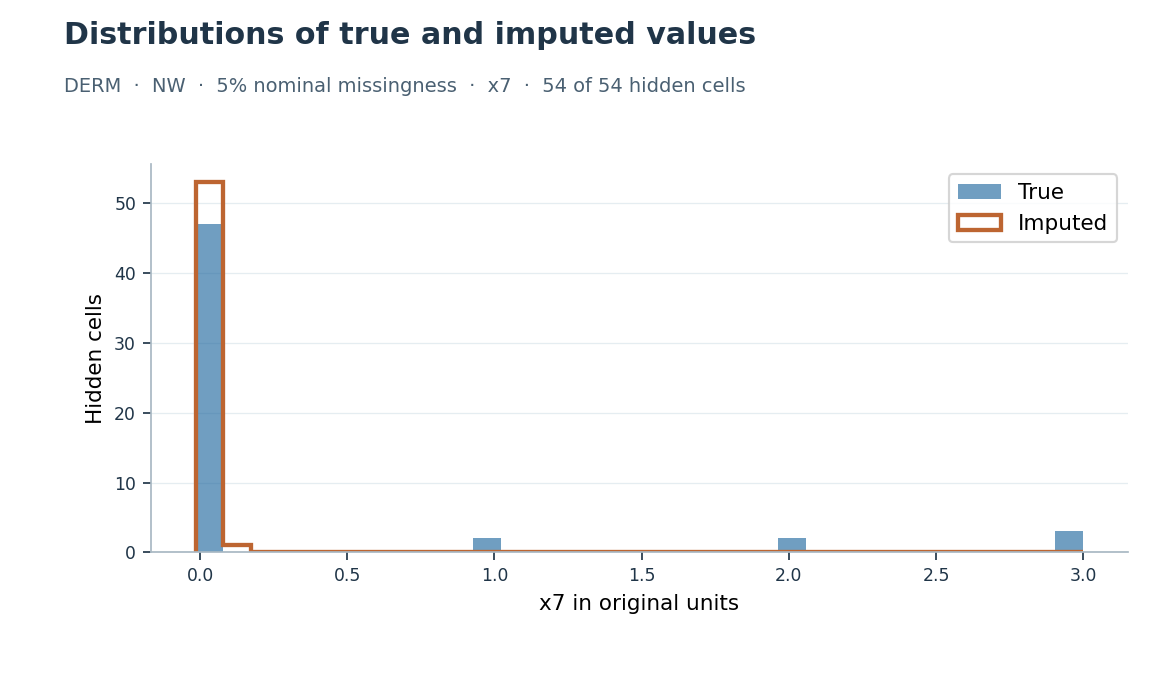 Distributions of true and imputed values
DERM · NW · 5% nominal missingness · x7 · 54 of 54 hidden cells
True
Imputed
Hidden cells
50
40
30
20
10
0
0.0 0.5 1.0 1.5 2.0 2.5 3.0
x7 in original units